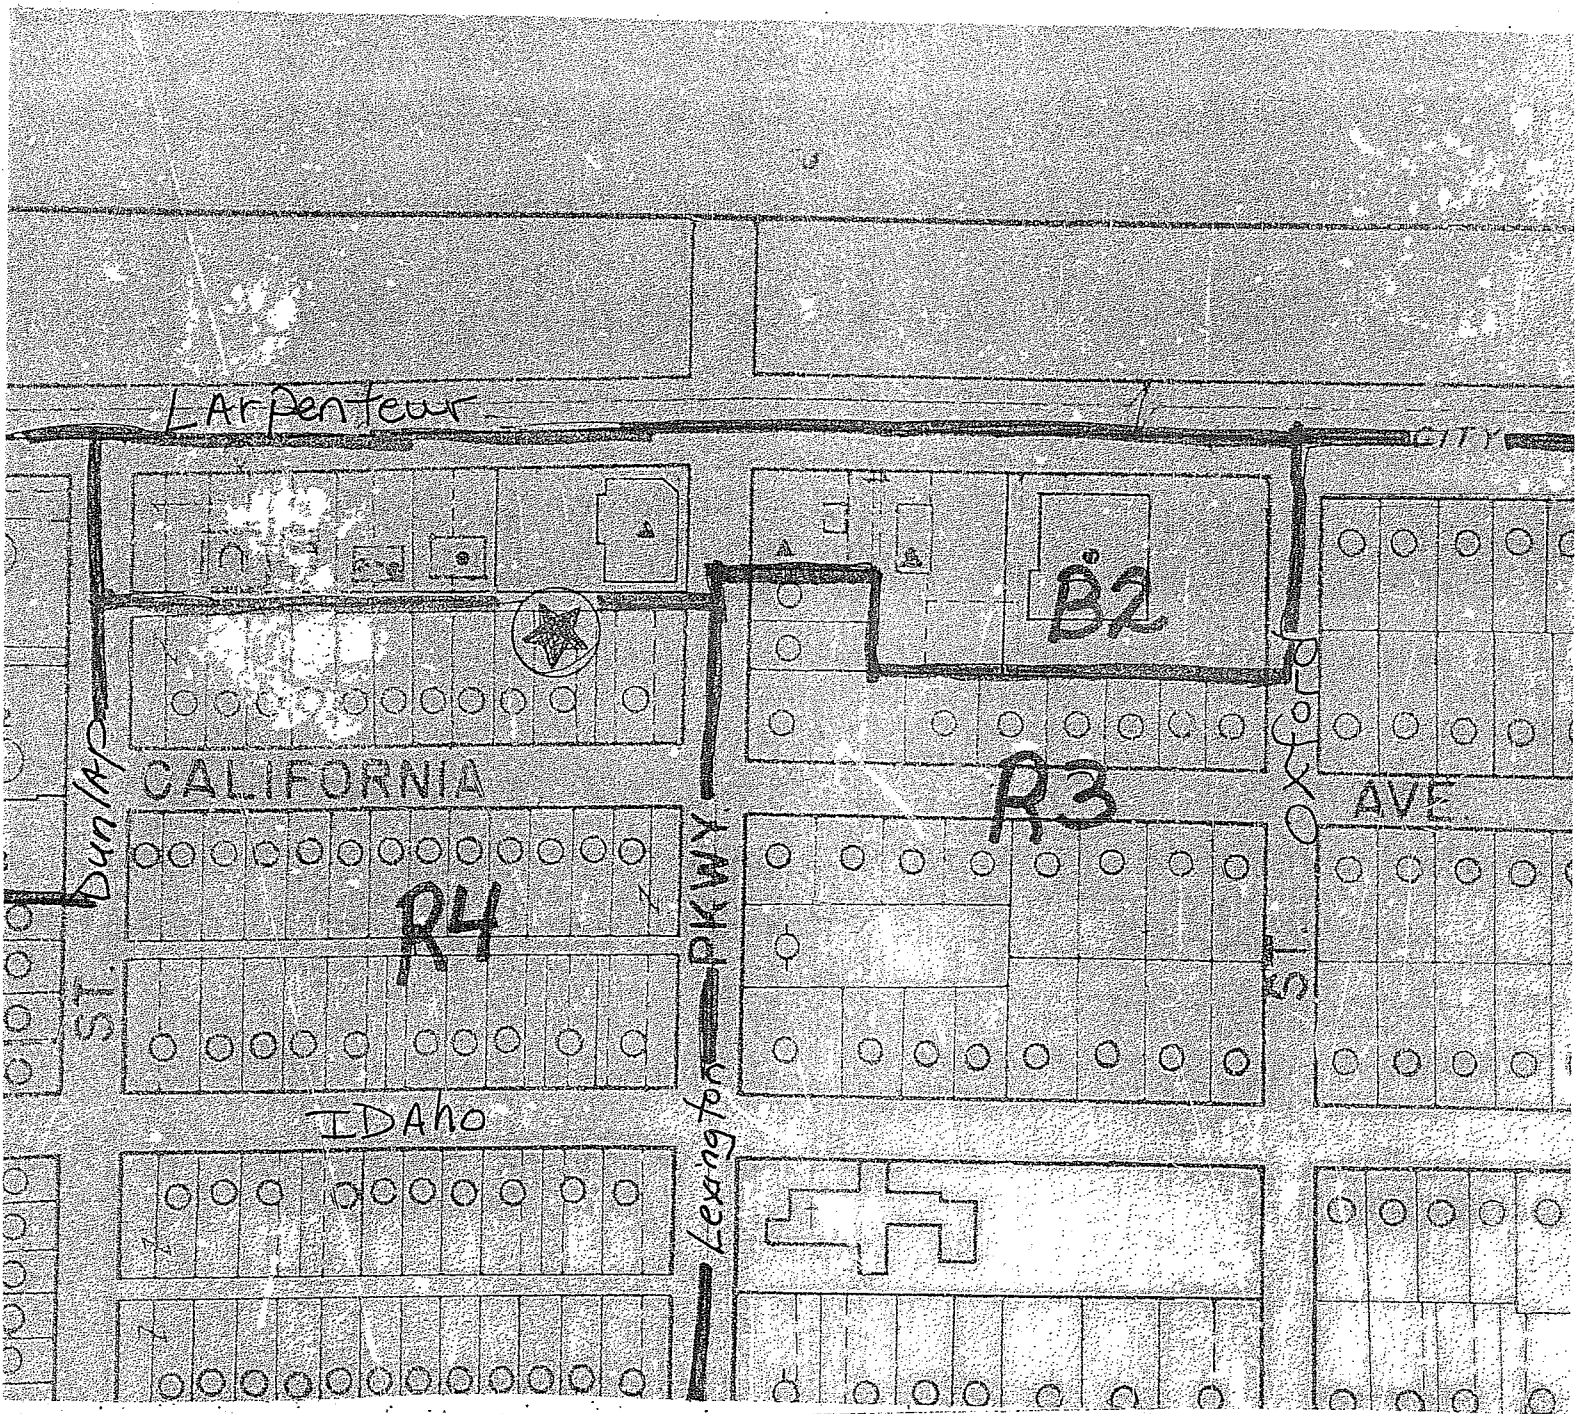 LArpenteur
CITY
B2
Oxford
CALIFORNIA
Dunlap
R3
AVE.
PKWY.
R4
ST.
ST.
IDAho
Lexington